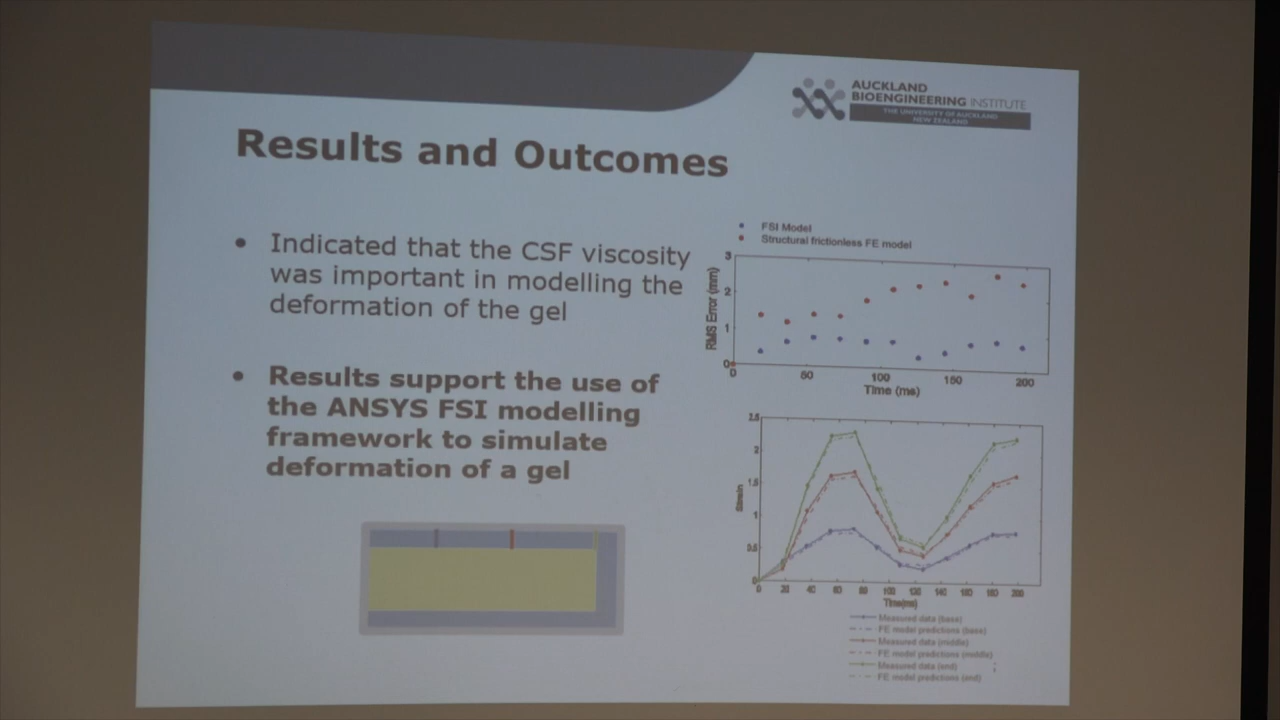 AUCKLAND
BIOENGINEERING INSTITUTE
THE UNIVERSITY OF AUCKLAND
NEW ZEALAND
Results and Outcomes
• Indicated that the CSF viscosity
was important in modelling the
deformation of the gel
• Results support the use of
the ANSYS FSI modelling
framework to simulate
deformation of a gel
FSI Model
Structural frictionless FE model
3
2
1
0
RMS Error (mm)
0 50 100 150 200
Time (ms)
2.5
2
1.5
1
0.5
0
Strain
0 20 40 60 80 100 120 140 160 180 200
Time(ms)
Measured data (base)
FE model predictions (base)
Measured data (middle)
FE model predictions (middle)
Measured data (end)
FE model predictions (end)